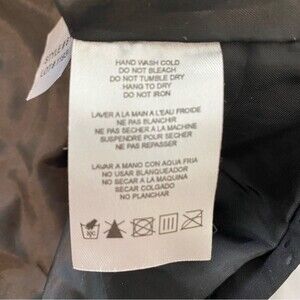 HAND WASH COLD
DO NOT BLEACH
DO NOT TUMBLE DRY
HANG TO DRY
DO NOT IRON
LAVER A LA MAIN A L'EAU FROIDE
NE PAS BLANCHIR
NE PAS SECHER A LA MACHINE
SUSPENDRE POUR SECHER
NE PAS REPASSER
LAVAR A MANO CON AQUA FRIA
NO USAR BLANQUEADOR
NO SECAR A LA MAQUINA
SECAR COLGADO
NO PLANCHAR